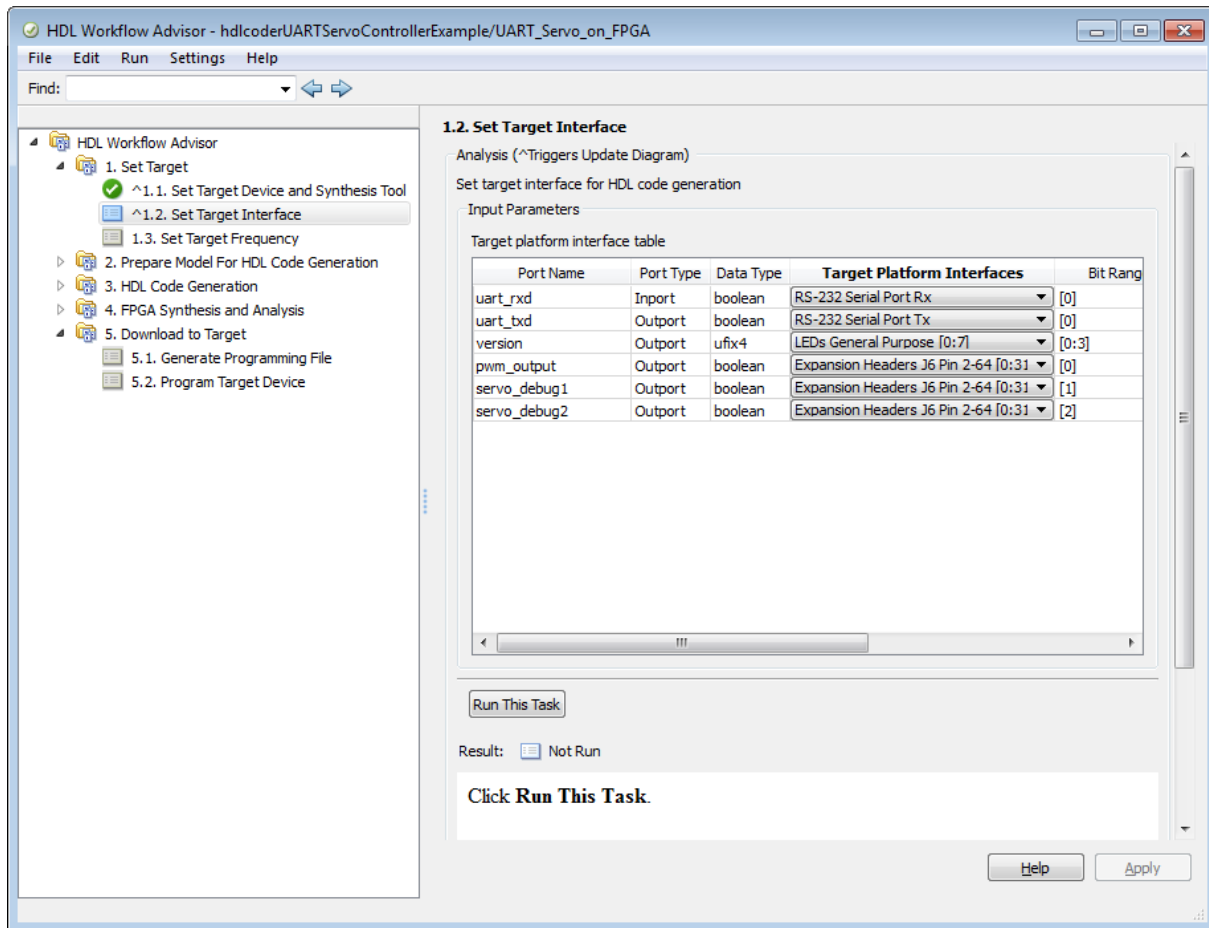 HDL Workflow Advisor - hdlcoderUARTServoControllerExample/UART_Servo_on_FPGA
File Edit Run Settings Help
Find:
HDL Workflow Advisor
1. Set Target
^1.1. Set Target Device and Synthesis Tool
^1.2. Set Target Interface
1.3. Set Target Frequency
2. Prepare Model For HDL Code Generation
3. HDL Code Generation
4. FPGA Synthesis and Analysis
5. Download to Target
5.1. Generate Programming File
5.2. Program Target Device
1.2. Set Target Interface
Analysis (^Triggers Update Diagram)
Set target interface for HDL code generation
Input Parameters
Target platform interface table
Port Name Port Type Data Type Target Platform Interfaces Bit Rang
uart_rxd Inport boolean RS-232 Serial Port Rx [0]
uart_txd Outport boolean RS-232 Serial Port Tx [0]
version Outport ufix4 LEDs General Purpose [0:7] [0:3]
pwm_output Outport boolean Expansion Headers J6 Pin 2-64 [0:31 [0]
servo_debug1 Outport boolean Expansion Headers J6 Pin 2-64 [0:31 [1]
servo_debug2 Outport boolean Expansion Headers J6 Pin 2-64 [0:31 [2]
Run This Task
Result: Not Run
Click Run This Task.
Help Apply